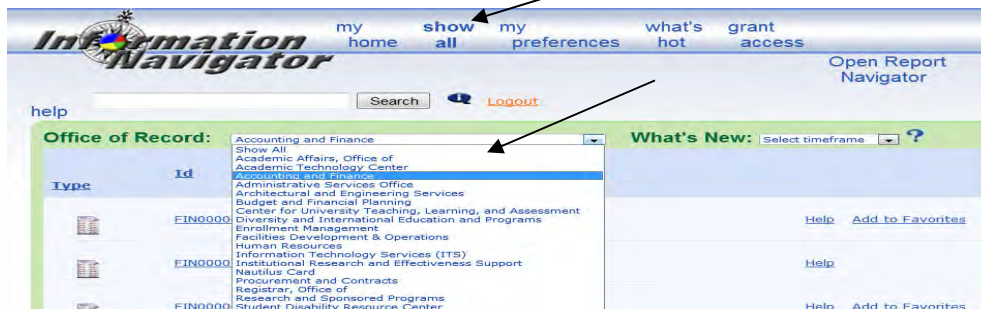 Information Navigator
my home show all my preferences what's hot grant access
Open Report Navigator
help Search Logout
Office of Record: Accounting and Finance What's New: Select timeframe ?
Show All
Academic Affairs, Office of
Academic Technology Center
Accounting and Finance
Administrative Services Office
Architectural and Engineering Services
Budget and Financial Planning
Center for University Teaching, Learning, and Assessment
Diversity and International Education and Programs
Enrollment Management
Facilities Development & Operations
Human Resources
Information Technology Services (ITS)
Institutional Research and Effectiveness Support
Nautilus Card
Procurement and Contracts
Registrar, Office of
Research and Sponsored Programs
Student Disability Resource Center
Type Id
FIN0000 Help Add to Favorites
FIN0000 Help
FIN0000 Help Add to Favorites